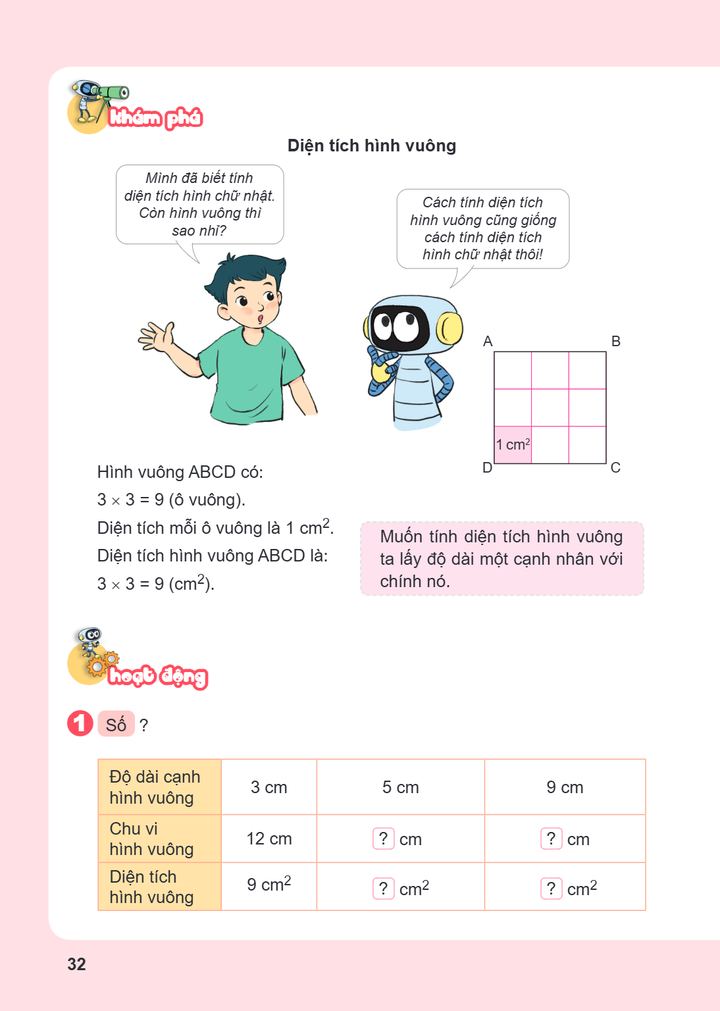 khám phá
Diện tích hình vuông
Mình đã biết tính
diện tích hình chữ nhật.
Còn hình vuông thì
sao nhỉ?
Cách tính diện tích
hình vuông cũng giống
cách tính diện tích
hình chữ nhật thôi!
A B
1 cm²
D C
Hình vuông ABCD có:
3 × 3 = 9 (ô vuông).
Diện tích mỗi ô vuông là 1 cm².
Diện tích hình vuông ABCD là:
3 × 3 = 9 (cm²).
Muốn tính diện tích hình vuông
ta lấy độ dài một cạnh nhân với
chính nó.
hoạt động
1 Số ?
Độ dài cạnh
hình vuông
3 cm 5 cm 9 cm
Chu vi
hình vuông
12 cm ? cm ? cm
Diện tích
hình vuông
9 cm² ? cm² ? cm²
32